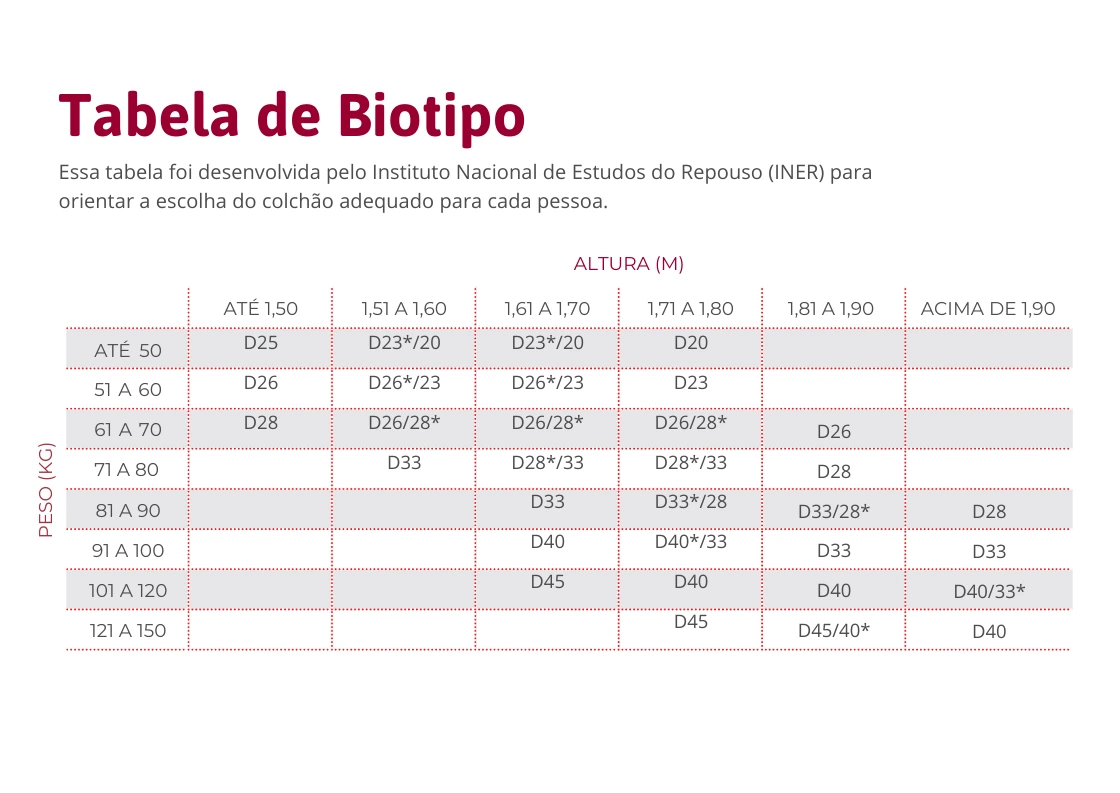 Tabela de Biotipo
Essa tabela foi desenvolvida pelo Instituto Nacional de Estudos do Repouso (INER) para
orientar a escolha do colchão adequado para cada pessoa.
ALTURA (M)
ATÉ 1,50 1,51 A 1,60 1,61 A 1,70 1,71 A 1,80 1,81 A 1,90 ACIMA DE 1,90
PESO (KG)
ATÉ 50 D25 D23*/20 D23*/20 D20
51 A 60 D26 D26*/23 D26*/23 D23
61 A 70 D28 D26/28* D26/28* D26/28* D26
71 A 80 D33 D28*/33 D28*/33 D28
81 A 90 D33 D33*/28 D33/28* D28
91 A 100 D40 D40*/33 D33 D33
101 A 120 D45 D40 D40 D40/33*
121 A 150 D45 D45/40* D40